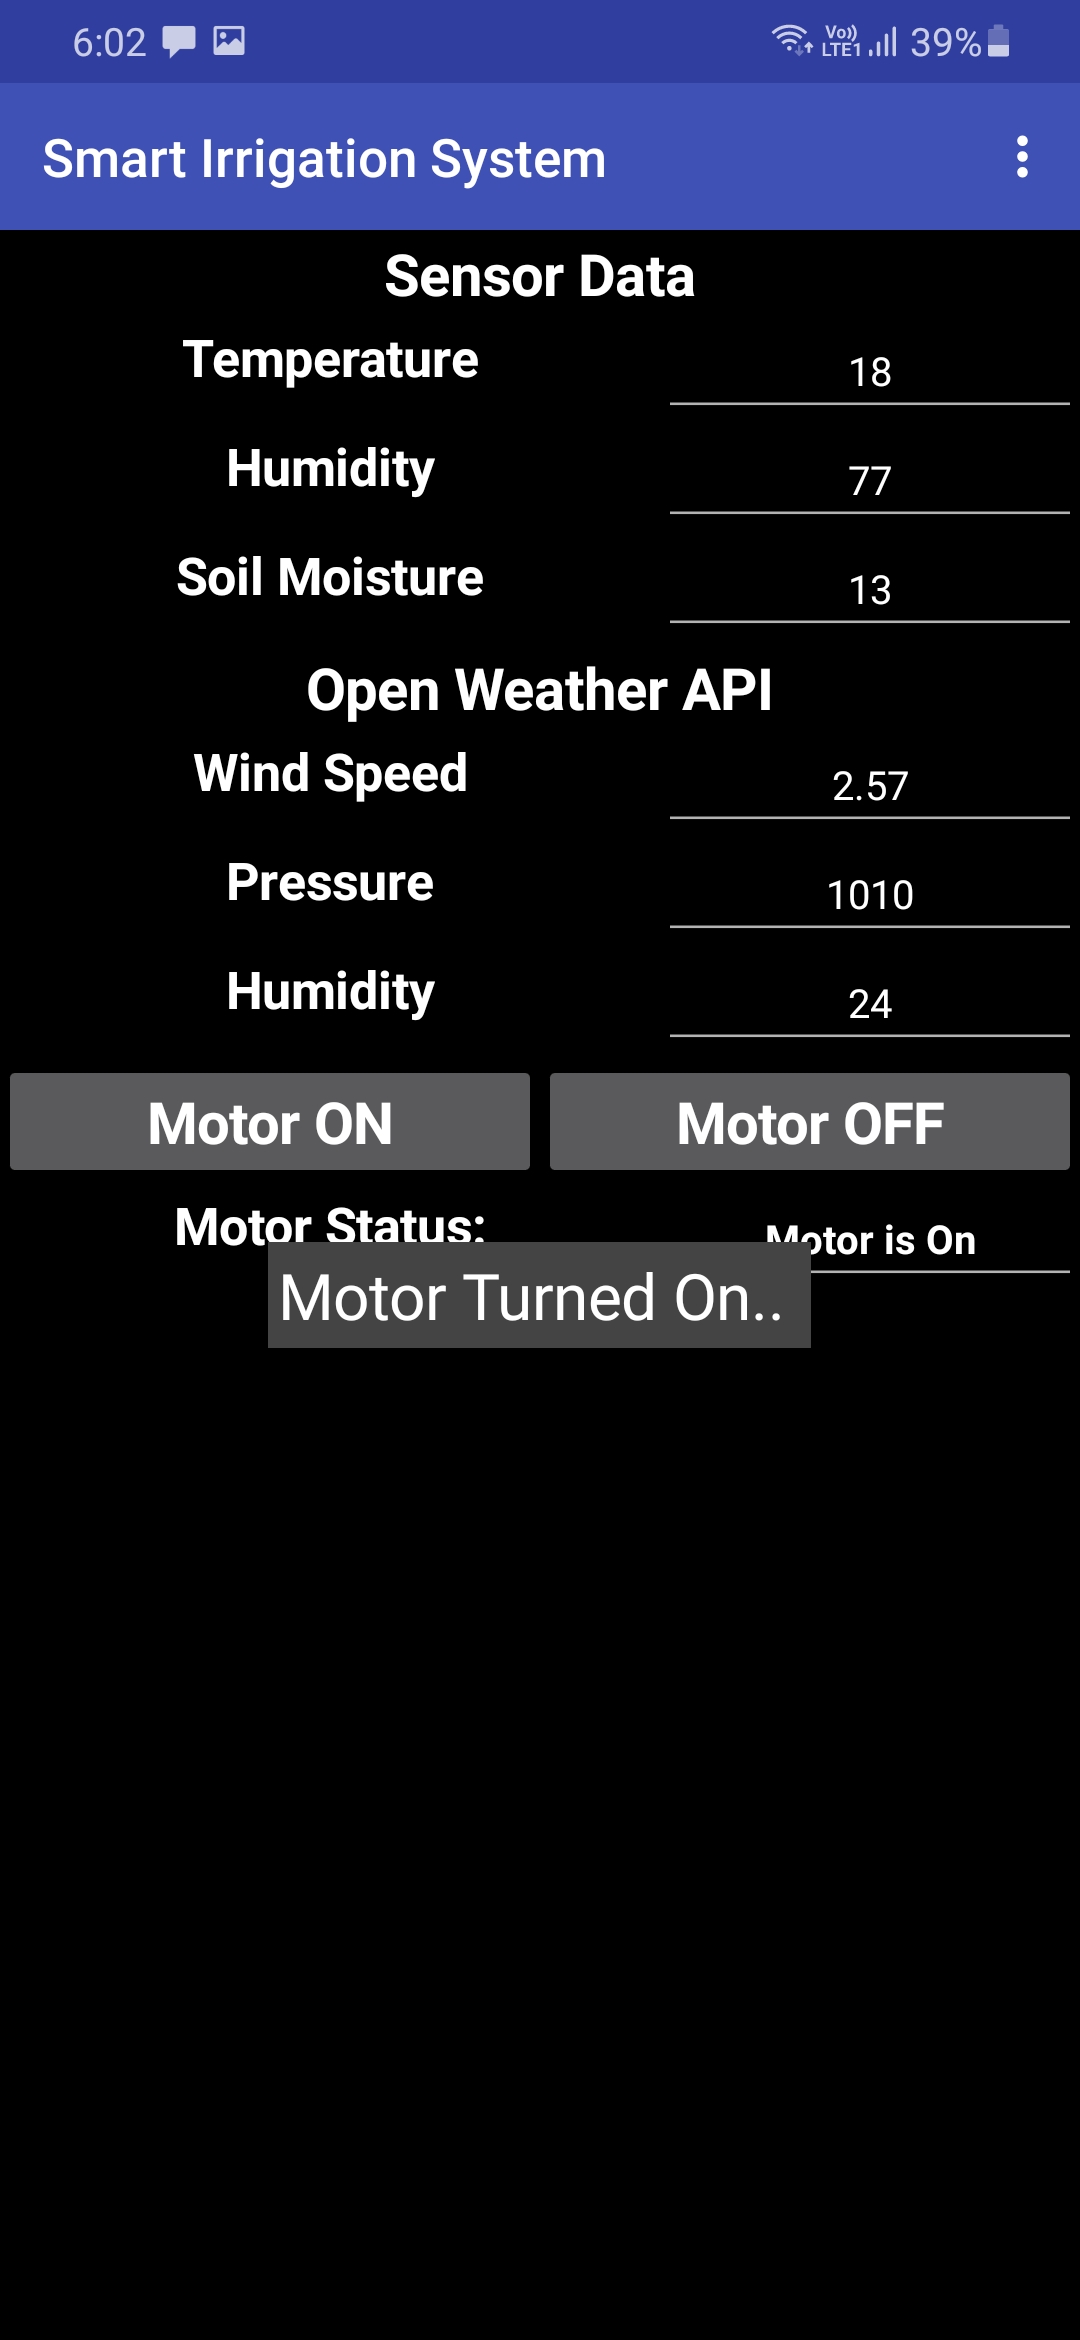 6:02 Vo)) LTE1 39%
Smart Irrigation System
Sensor Data
Temperature 18
Humidity 77
Soil Moisture 13
Open Weather API
Wind Speed 2.57
Pressure 1010
Humidity 24
Motor ON Motor OFF
Motor Status: Motor is On
Motor Turned On..